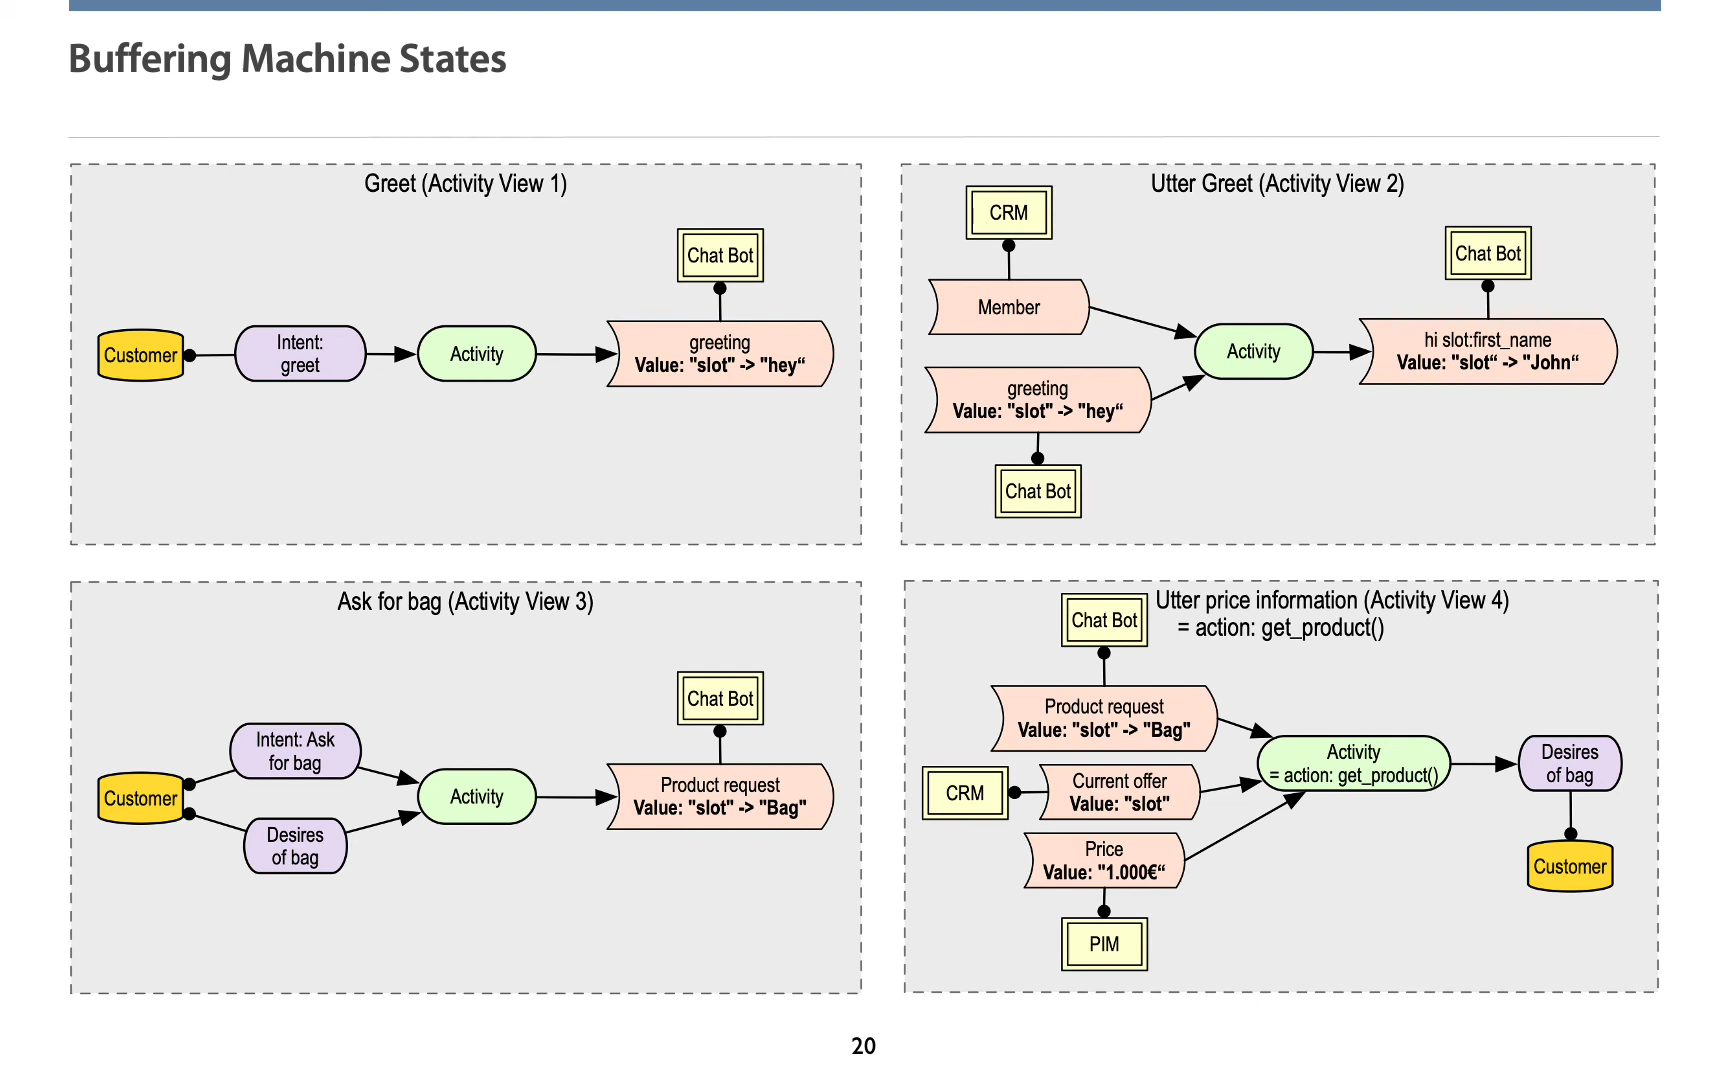 Buffering Machine States
Greet (Activity View 1)
Chat Bot
Customer
Intent:
greet
Activity
greeting
Value: "slot" -> "hey“
Utter Greet (Activity View 2)
CRM
Chat Bot
Member
Activity
hi slot:first_name
Value: "slot“ -> "John“
greeting
Value: "slot" -> "hey“
Chat Bot
Ask for bag (Activity View 3)
Chat Bot
Intent: Ask
for bag
Customer
Activity
Product request
Value: "slot" -> "Bag"
Desires
of bag
Utter price information (Activity View 4)
= action: get_product()
Chat Bot
Product request
Value: "slot" -> "Bag"
Activity
= action: get_product()
Desires
of bag
CRM
Current offer
Value: "slot"
Price
Value: "1.000€“
Customer
PIM
20